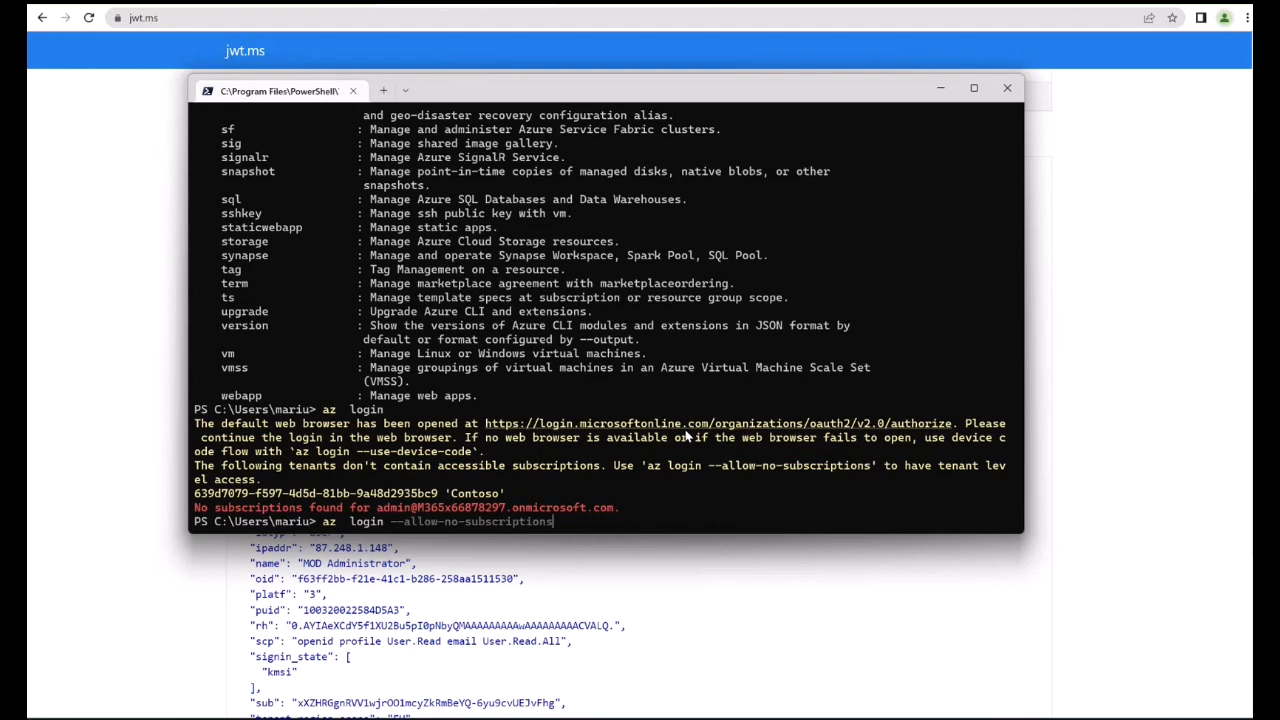 jwt.ms
jwt.ms
C:\Program Files\PowerShell\
and geo-disaster recovery configuration alias.
sf : Manage and administer Azure Service Fabric clusters.
sig : Manage shared image gallery.
signalr : Manage Azure SignalR Service.
snapshot : Manage point-in-time copies of managed disks, native blobs, or other
snapshots.
sql : Manage Azure SQL Databases and Data Warehouses.
sshkey : Manage ssh public key with vm.
staticwebapp : Manage static apps.
storage : Manage Azure Cloud Storage resources.
synapse : Manage and operate Synapse Workspace, Spark Pool, SQL Pool.
tag : Tag Management on a resource.
term : Manage marketplace agreement with marketplaceordering.
ts : Manage template specs at subscription or resource group scope.
upgrade : Upgrade Azure CLI and extensions.
version : Show the versions of Azure CLI modules and extensions in JSON format by
default or format configured by --output.
vm : Manage Linux or Windows virtual machines.
vmss : Manage groupings of virtual machines in an Azure Virtual Machine Scale Set
(VMSS).
webapp : Manage web apps.
PS C:\Users\mariu> az  login
The default web browser has been opened at https://login.microsoftonline.com/organizations/oauth2/v2.0/authorize. Please
continue the login in the web browser. If no web browser is available or if the web browser fails to open, use device c
ode flow with `az login --use-device-code`.
The following tenants don't contain accessible subscriptions. Use 'az login --allow-no-subscriptions' to have tenant lev
el access.
639d7079-f597-4d5d-81bb-9a48d2935bc9 'Contoso'
No subscriptions found for admin@M365x66878297.onmicrosoft.com.
PS C:\Users\mariu> az  login --allow-no-subscriptions
"ipaddr": "87.248.1.148",
"name": "MOD Administrator",
"oid": "f63ff2bb-f21e-41c1-b286-258aa1511530",
"platf": "3",
"puid": "100320022584D5A3",
"rh": "0.AYIAeXCdY5f1XU2Bu5pI0pNbyQMAAAAAAAAAwAAAAAAAAACVALQ.",
"scp": "openid profile User.Read email User.Read.All",
"signin_state": [
"kmsi"
],
"sub": "xXZHRGgnRVV1wjrOO1mcyZkRmBeYQ-6yu9cvUEJvFhg",